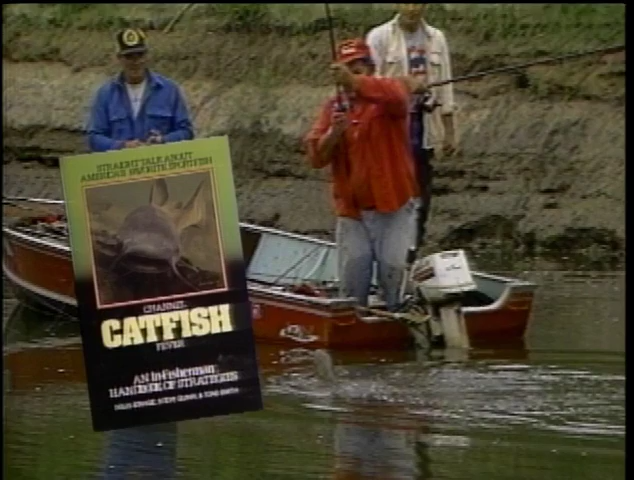 STRAIGHT TALK ABOUT
AMERICA'S FAVORITE SPORTFISH
CHANNEL
CATFISH
FEVER
AN In-Fisherman
HANDBOOK OF STRATEGIES